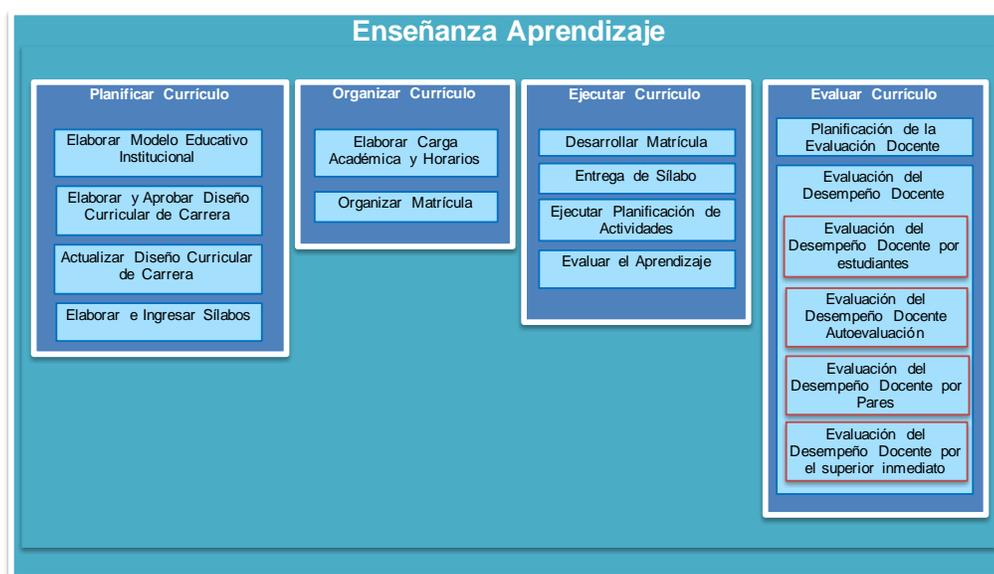 Enseñanza Aprendizaje
Planificar Currículo
Elaborar Modelo Educativo
Institucional
Elaborar y Aprobar Diseño
Curricular de Carrera
Actualizar Diseño Curricular
de Carrera
Elaborar e Ingresar Sílabos
Organizar Currículo
Elaborar Carga
Académica y Horarios
Organizar Matrícula
Ejecutar Currículo
Desarrollar Matrícula
Entrega de Sílabo
Ejecutar Planificación de
Actividades
Evaluar el Aprendizaje
Evaluar Currículo
Planificación de la
Evaluación Docente
Evaluación del
Desempeño Docente
Evaluación del
Desempeño Docente por
estudiantes
Evaluación del
Desempeño Docente
Autoevaluación
Evaluación del
Desempeño Docente por
Pares
Evaluación del
Desempeño Docente por
el superior inmediato